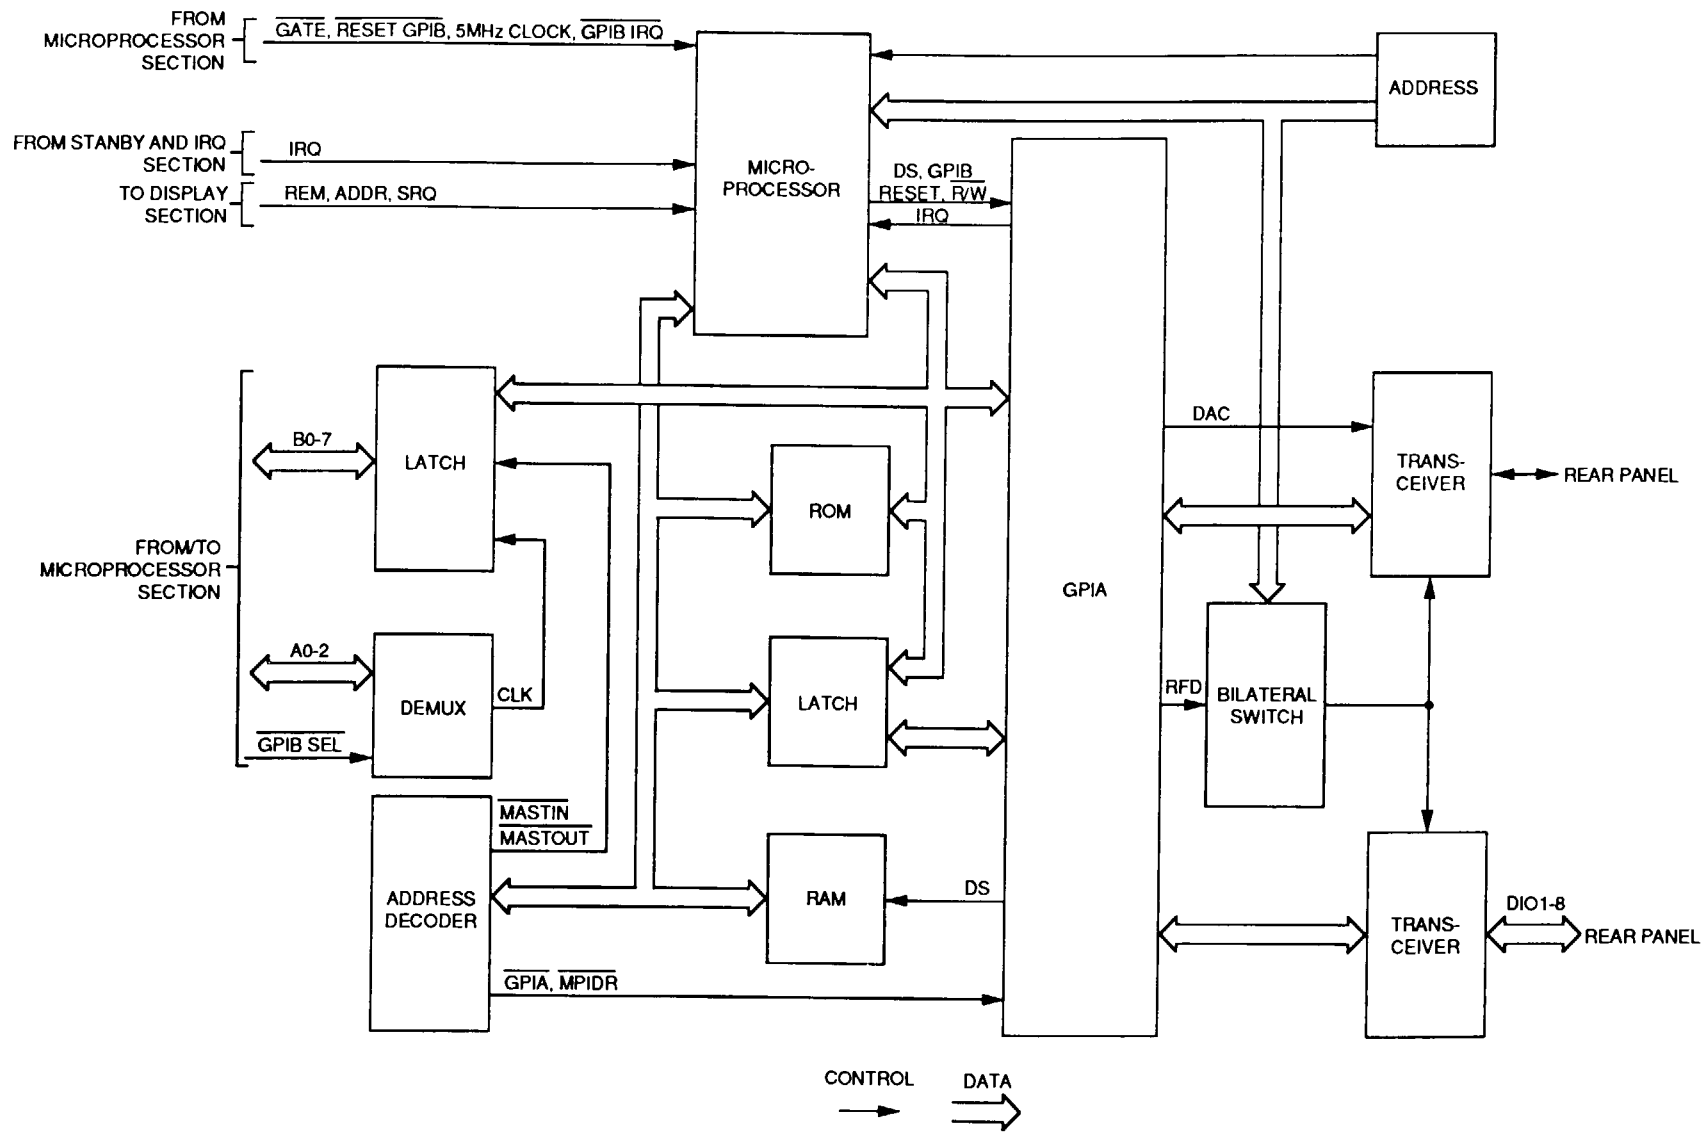 FROM
MICROPROCESSOR
SECTION
GATE, RESET GPIB, 5MHz CLOCK, GPIB IRQ
ADDRESS
FROM STANBY AND IRQ
SECTION
IRQ
MICRO-
PROCESSOR
DS, GPIB
RESET, R/W
IRQ
TO DISPLAY
SECTION
REM, ADDR, SRQ
B0-7
LATCH
DAC
TRANS-
CEIVER
REAR PANEL
ROM
FROM/TO
MICROPROCESSOR
SECTION
GPIA
A0-2
DEMUX
CLK
GPIB SEL
LATCH
RFD
BILATERAL
SWITCH
MASTIN
MASTOUT
ADDRESS
DECODER
RAM
DS
TRANS-
CEIVER
DIO1-8
REAR PANEL
GPIA, MPIDR
CONTROL
DATA